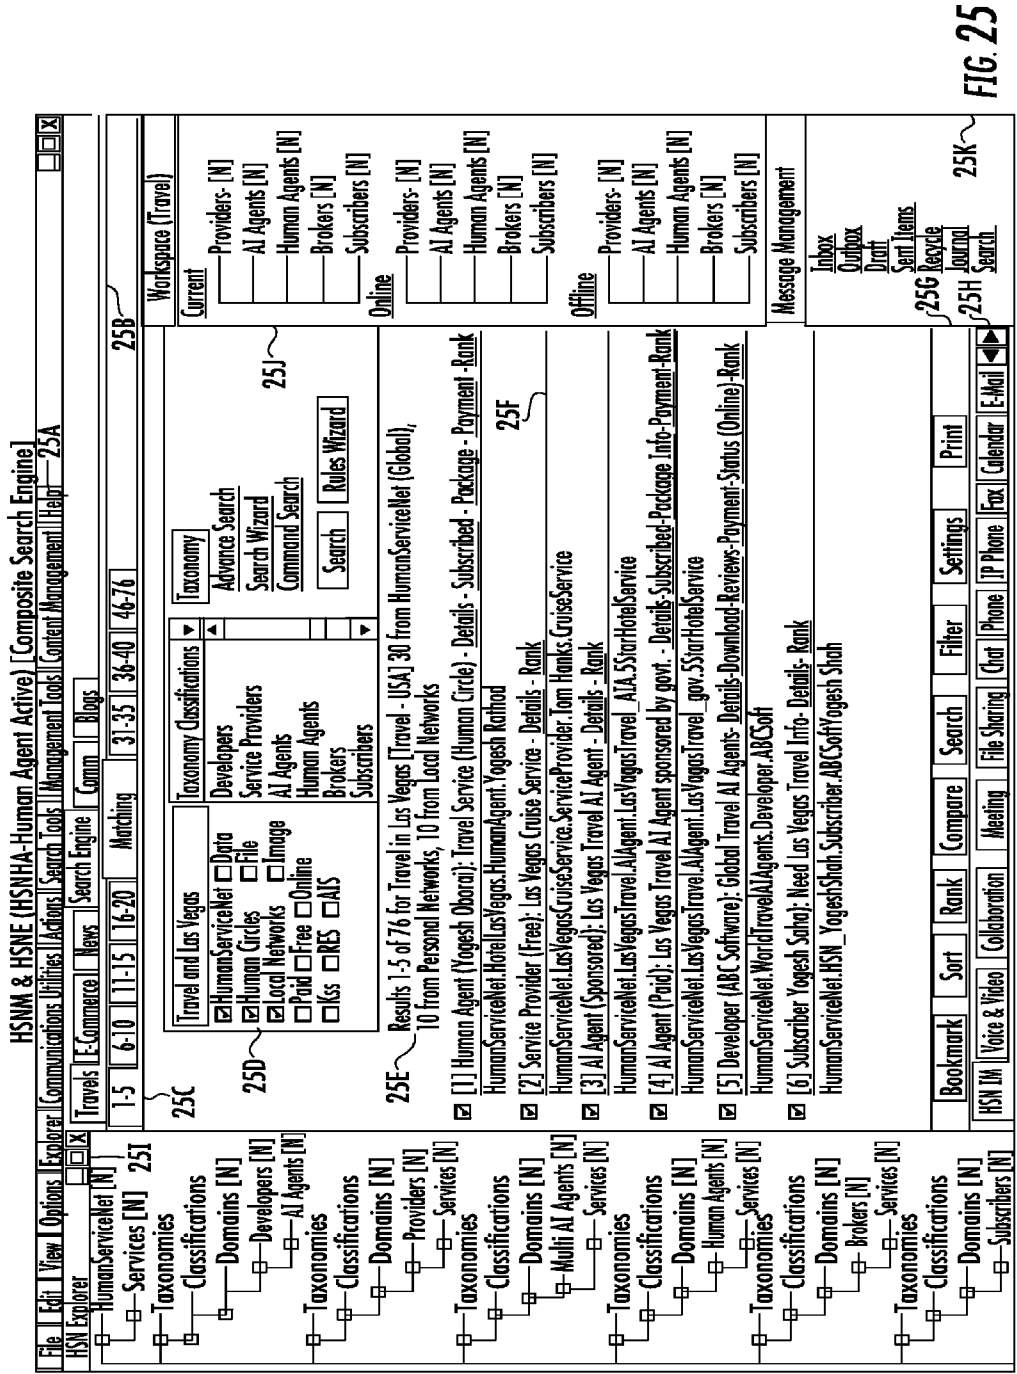 HSNM & HSNE (HSNHA-Human Agent Active) [Composite Search Engine]
File Edit View Options Explorer Communications Utilities Actions Search Tools Management Tools Content Management Help 25A
HSN Explorer
25I
HumanServiceNet [N]
Services [N]
Taxonomies
Classifications
Domains [N]
Developers [N]
AI Agents [N]
Taxonomies
Classifications
Domains [N]
Providers [N]
Services [N]
Taxonomies
Classifications
Domains [N]
Multi AI Agents [N]
Services [N]
Taxonomies
Classifications
Domains [N]
Human Agents [N]
Services [N]
Taxonomies
Classifications
Domains [N]
Brokers [N]
Services [N]
Taxonomies
Classifications
Domains [N]
Subscribers [N]
Travels E-Commerce News Search Engine Comm Blogs
1-5 6-10 11-15 16-20 Matching 31-35 36-40 46-76
25B
25C
25D
Travel and Las Vegas
HumanServiceNet Data
Human Circles File
Local Networks Image
Paid Free Online
Kss RES AIS
Taxonomy Classifications
Developers
Service Providers
AI Agents
Human Agents
Brokers
Subscribers
Taxonomy
Advance Search
Search Wizard
Command Search
Search Rules Wizard
25J
25E
Results 1-5 of 76 for Travel in Las Vegas [Travel - USA] 30 from HumanServiceNet (Global),
10 from Personal Networks, 10 from Local Networks
[1] Human Agent (Yogesh Oborai): Travel Service (Human Circle) - Details - Subscribed - Package - Payment -Rank
HumanServiceNet.HotelLasVegas.HumanAgent.Yogesh Rathod
25F
[2] Service Provider (Free): Las Vegas Cruise Service - Details - Rank
HumanServiceNet.LasVegasCruiseService.ServiceProvider.Tom Hanks.CruiseService
[3] AI Agent (Sponsored): Las Vegas Travel AI Agent - Details - Rank
HumanServiceNet.LasVegasTravel.AIAgent.LasVagasTravel_AIA.5StarHotelService
[4] AI Agent (Paid): Las Vegas Travel AI Agent sponsored by govt. - Details-Subscribed-Package Info-Payment-Rank
HumanServiceNet.LasVegasTravel.AIAgent.LasVagasTravel_gov.5StarHotelService
[5] Developer (ABC Software): Global Travel AI Agents- Details-Download-Reviews-Payment-Status (Online)-Rank
HumanServiceNet.WorldTravelAIAgents.Developer.ABCSoft
[6] Subscriber Yogesh Saha): Need Las Vegas Travel Info- Details- Rank
HumanServiceNet.HSN_YogeshShah.Susbscriber.ABCSoftYogesh Shah
25G
Bookmark Sort Rank Compare Search Filter Settings Print
25H
HSN IM Voice & Video Collaboration Meeting File Sharing Chat Phone IP Phone Fax Calendar E-Mail
Workspace (Travel)
Current
Providers- [N]
AI Agents [N]
Human Agents [N]
Brokers [N]
Subscribers [N]
Online
Providers- [N]
AI Agents [N]
Human Agents [N]
Brokers [N]
Subscribers [N]
Offline
Providers- [N]
AI Agents [N]
Human Agents [N]
Brokers [N]
Subscribers [N]
Message Management
Inbox
Outbox
Draft
Sent Items
Recycle
Journal
Search
25K
FIG. 25